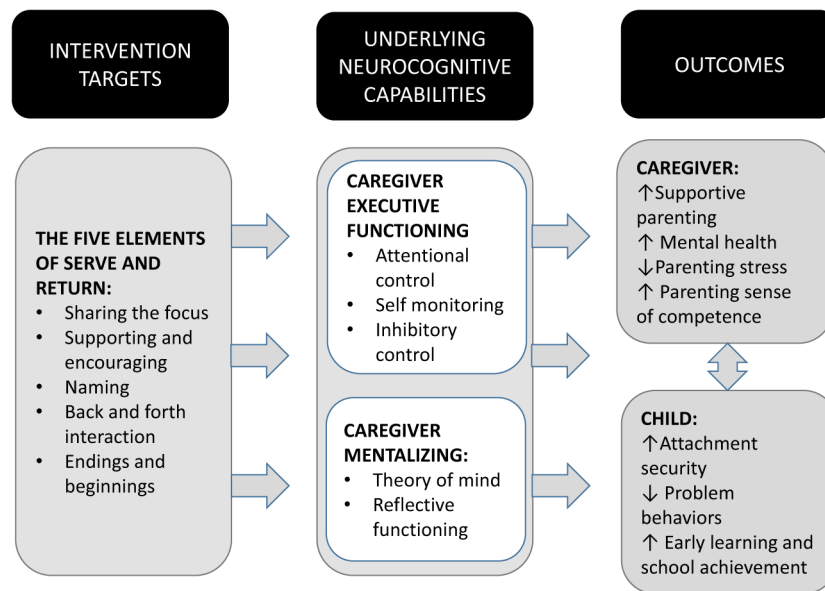 INTERVENTION
TARGETS
UNDERLYING
NEUROCOGNITIVE
CAPABILITIES
OUTCOMES
THE FIVE ELEMENTS
OF SERVE AND
RETURN:
• Sharing the focus
• Supporting and
encouraging
• Naming
• Back and forth
interaction
• Endings and
beginnings
CAREGIVER
EXECUTIVE
FUNCTIONING
• Attentional
control
• Self monitoring
• Inhibitory
control
CAREGIVER
MENTALIZING:
• Theory of mind
• Reflective
functioning
CAREGIVER:
↑Supportive
parenting
↑ Mental health
↓Parenting stress
↑ Parenting sense
of competence
CHILD:
↑Attachment
security
↓ Problem
behaviors
↑ Early learning and
school achievement